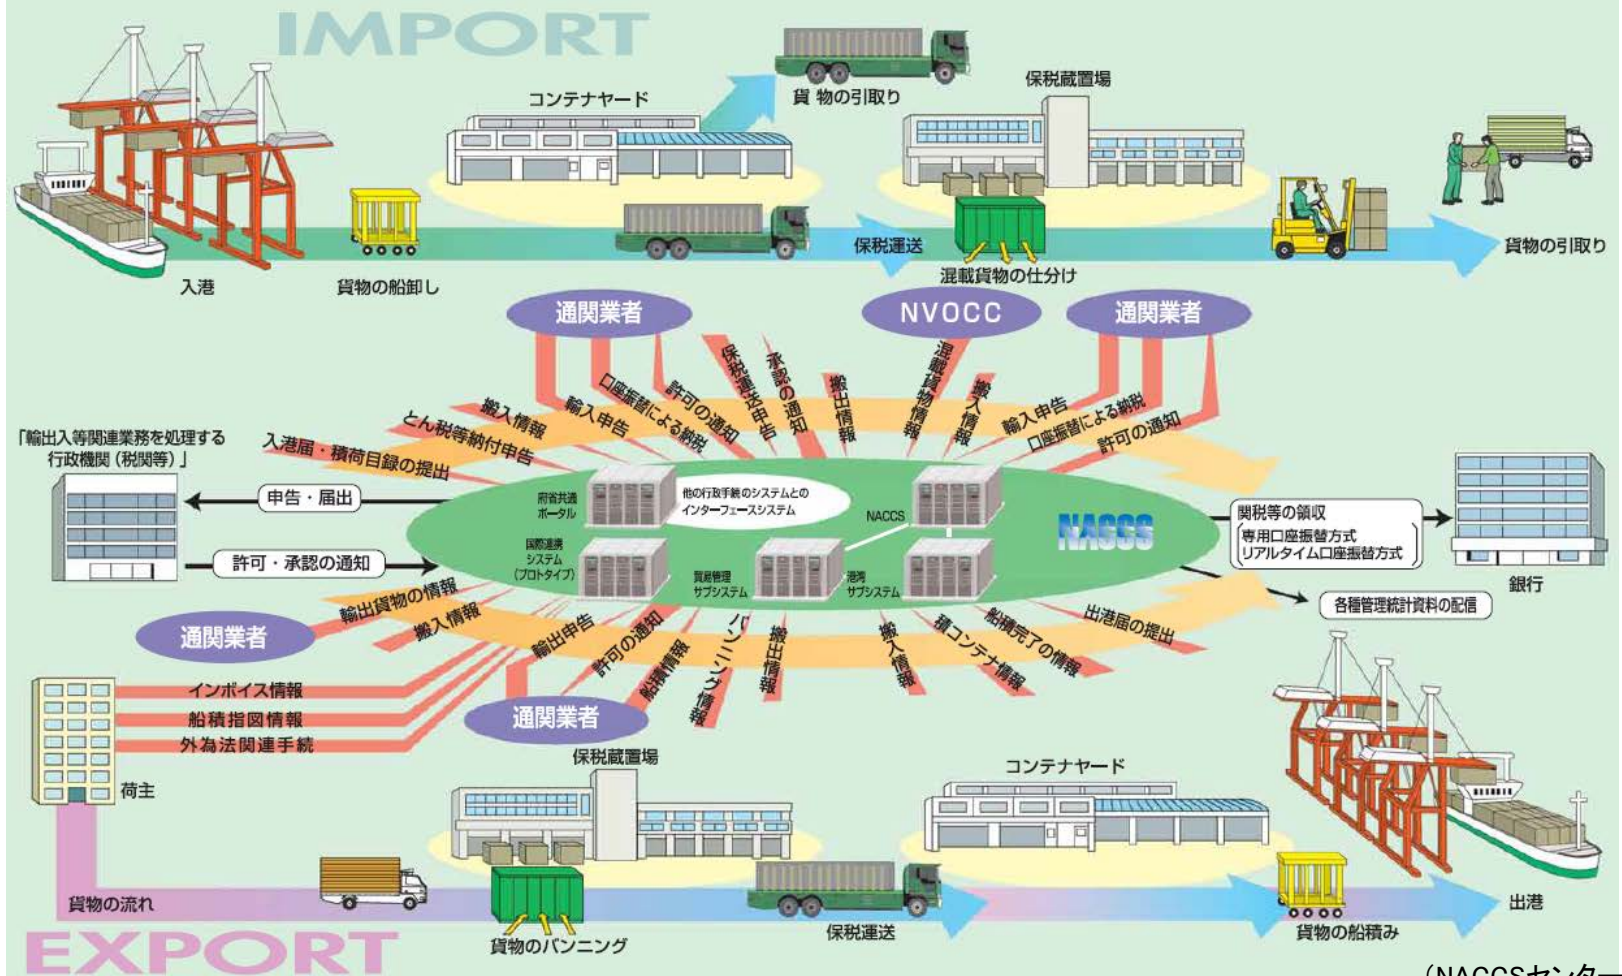 IMPORT
コンテナヤード
貨物の引取り
保税蔵置場
入港
貨物の船卸し
保税運送
混載貨物の仕分け
貨物の引取り
通関業者
NVOCC
通関業者
入港届・積荷目録の提出
とん税等納付申告
搬入情報
輸入申告
口座振替による納税
許可の通知
保税運送申告
承認の通知
搬出情報
混載貨物情報
搬入情報
輸入申告
口座振替による納税
許可の通知
「輸出入等関連業務を処理する
行政機関(税関等)」
申告・届出
許可・承認の通知
府省共通
ポータル
他の行政手続のシステムとの
インターフェースシステム
NACCS
NACCS
国際連携
システム
(プロトタイプ)
貿易管理
サブシステム
港湾
サブシステム
関税等の領収
専用口座振替方式
リアルタイム口座振替方式
銀行
各種管理統計資料の配信
輸出貨物の情報
搬入情報
輸出申告
許可の通知
船積情報
バンニング情報
搬出情報
搬入情報
積コンテナ情報
船積完了の情報
出港届の提出
通関業者
通関業者
インボイス情報
船積指図情報
外為法関連手続
荷主
保税蔵置場
コンテナヤード
貨物の流れ
貨物のバンニング
保税運送
貨物の船積み
出港
EXPORT
(NACCSセンター